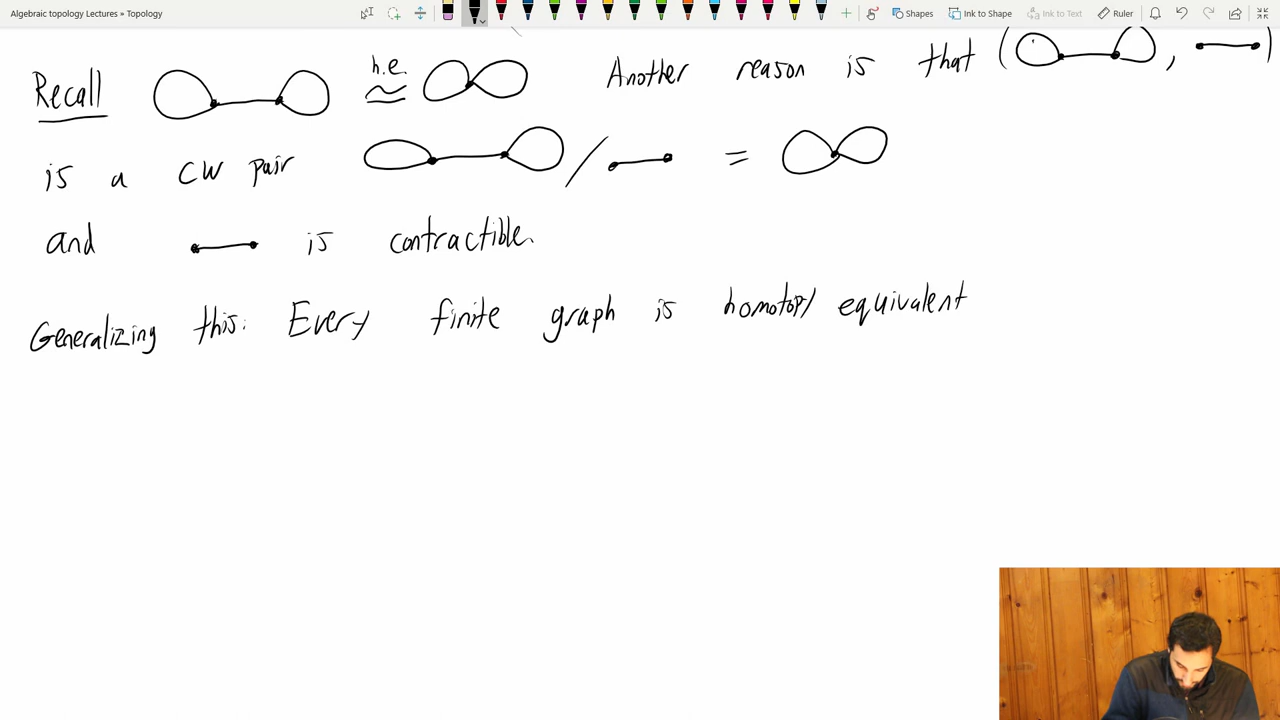 Algebraic topology Lectures » Topology
Shapes Ink to Shape Ink to Text Ruler
Recall h.e. ≈ Another reason is that ( , )
is a CW pair / =
and is contractible.
Generalizing this: Every finite graph is homotopy equivalent